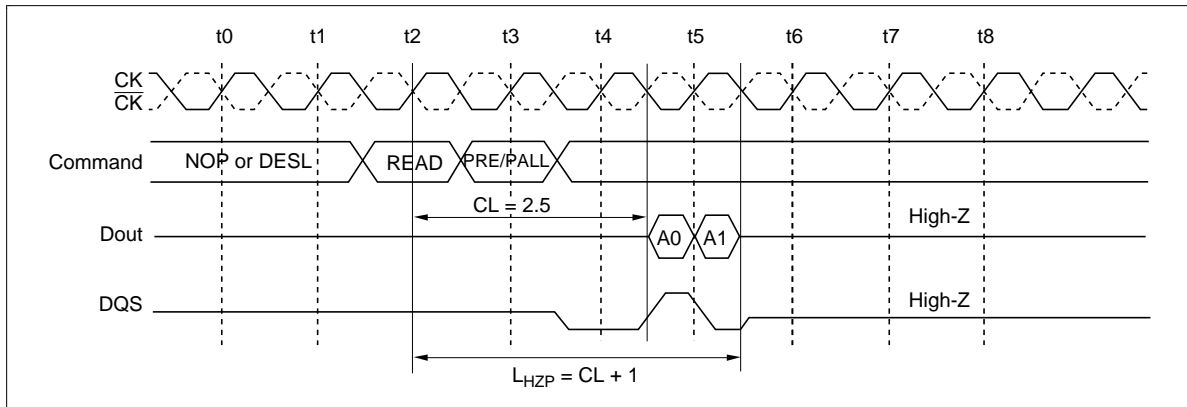 t0 t1 t2 t3 t4 t5 t6 t7 t8
CK
CK
Command NOP or DESL READ PRE/PALL
CL = 2.5
High-Z
Dout A0 A1
DQS High-Z
LHZP = CL + 1